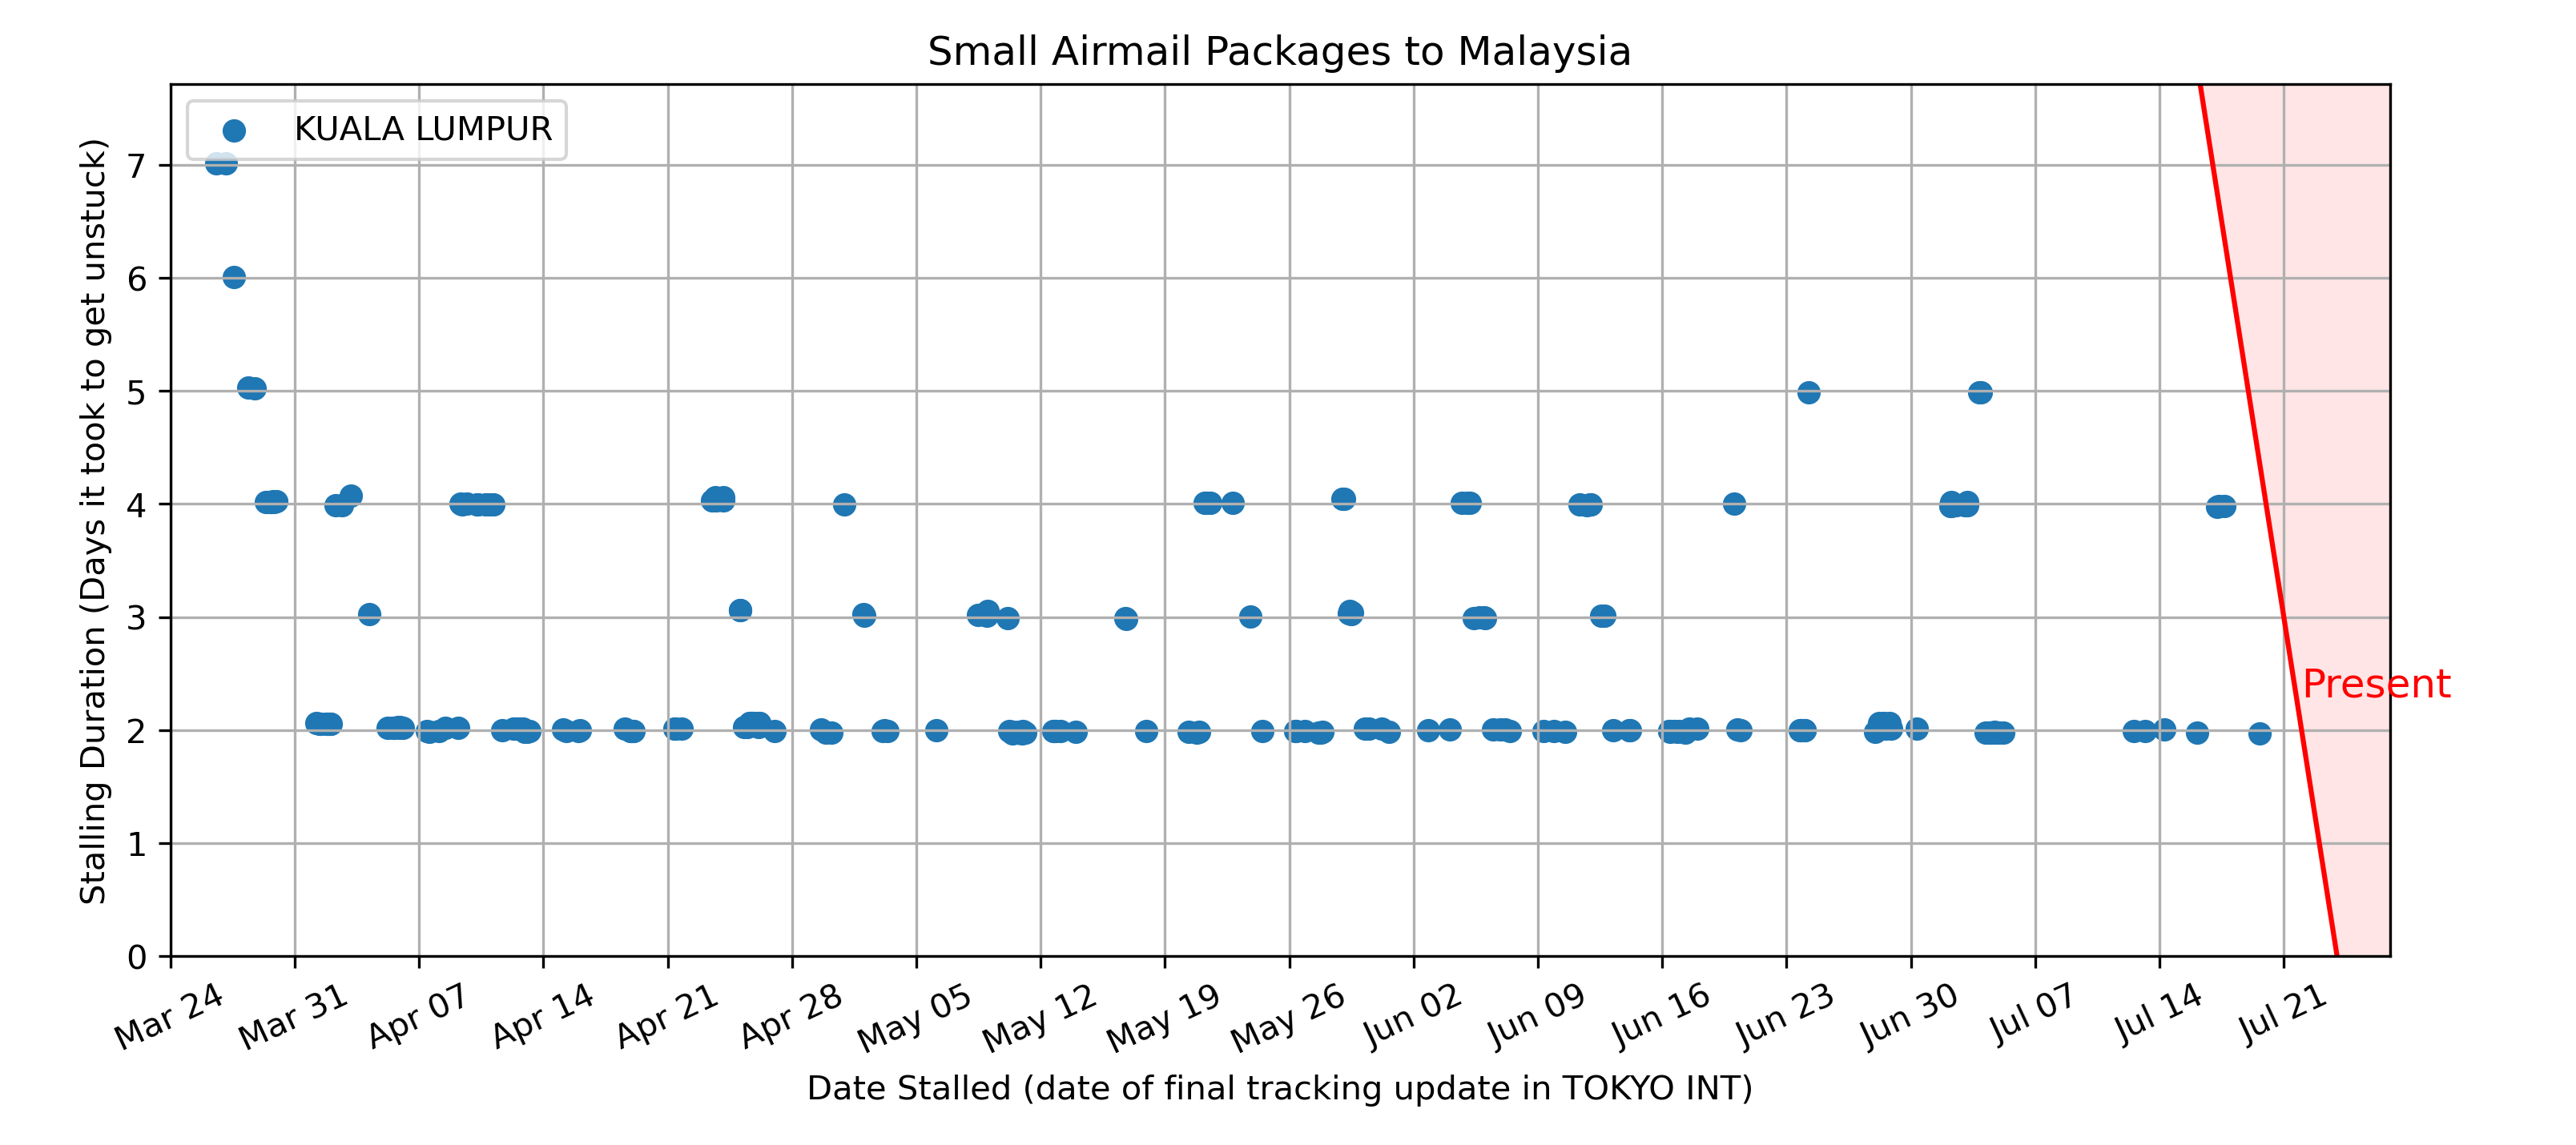 Small Airmail Packages to Malaysia
KUALA LUMPUR
Stalling Duration (Days it took to get unstuck)
7
6
5
4
3
2
1
0
Present
Mar 24
Mar 31
Apr 07
Apr 14
Apr 21
Apr 28
May 05
May 12
May 19
May 26
Jun 02
Jun 09
Jun 16
Jun 23
Jun 30
Jul 07
Jul 14
Jul 21
Date Stalled (date of final tracking update in TOKYO INT)